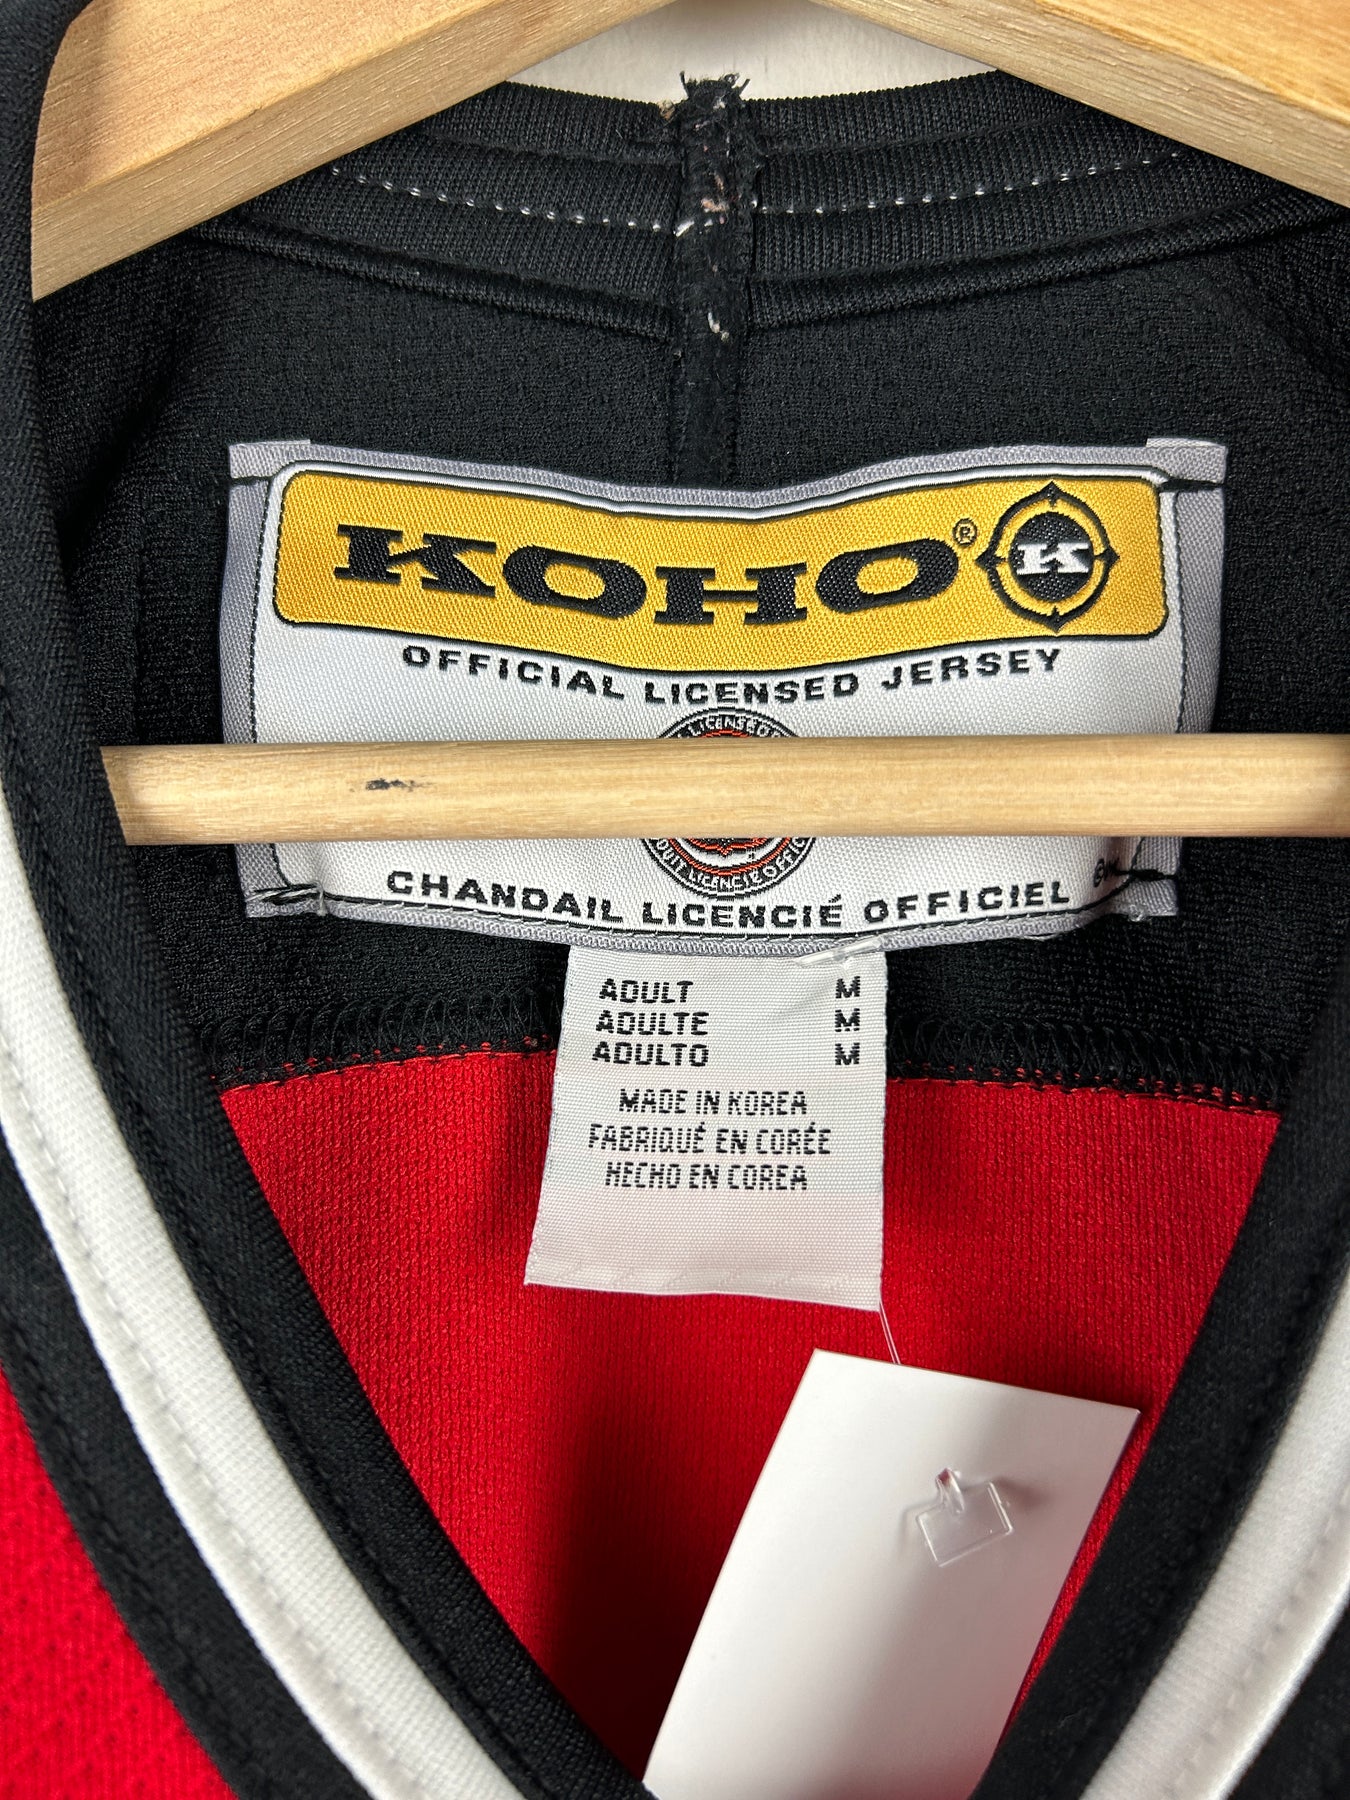 KOHO® K
OFFICIAL LICENSED JERSEY
CHANDAIL LICENCIÉ OFFICIEL
ADULT M
ADULTE M
ADULTO M
MADE IN KOREA
FABRIQUÉ EN CORÉE
HECHO EN COREA